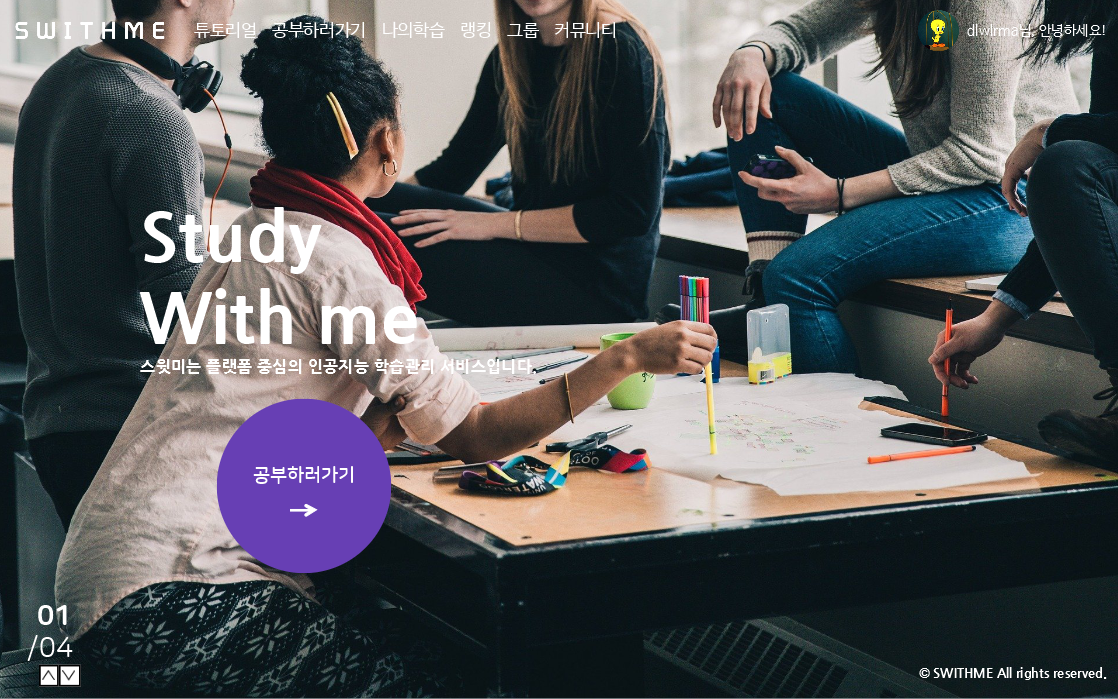 SWITHME 튜토리얼 공부하러가기 나의학습 랭킹 그룹 커뮤니티 dlwlrma님, 안녕하세요!
Study
With me
스윗미는 플랫폼 중심의 인공지능 학습관리 서비스입니다.
공부하러가기
01
/04
© SWITHME All rights reserved.